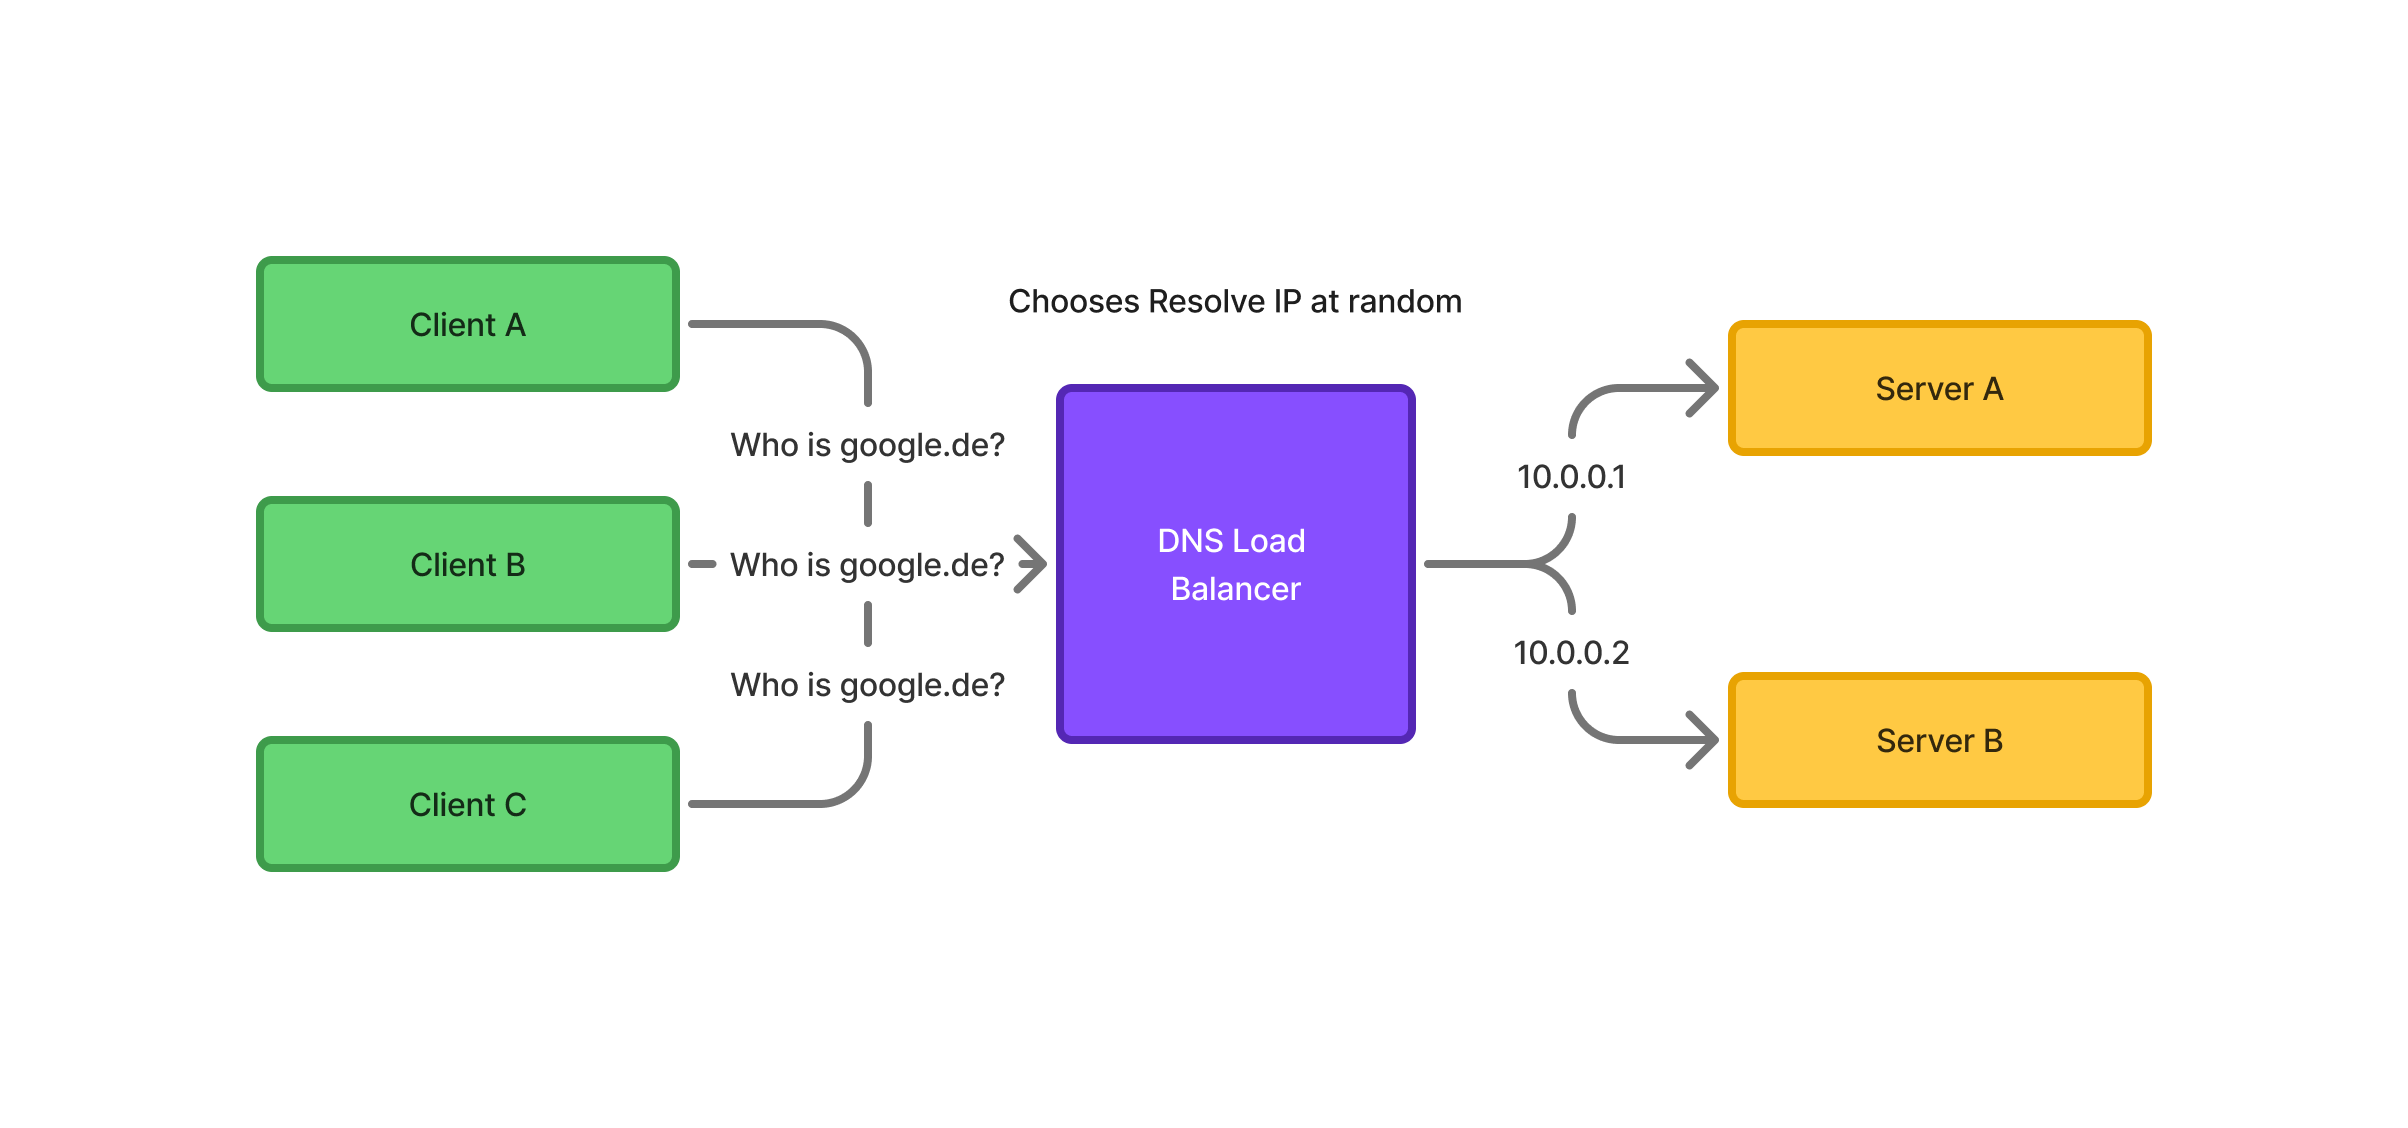 Chooses Resolve IP at random
Client A
Client B
Client C
Who is google.de?
Who is google.de?
Who is google.de?
DNS Load
Balancer
10.0.0.1
10.0.0.2
Server A
Server B